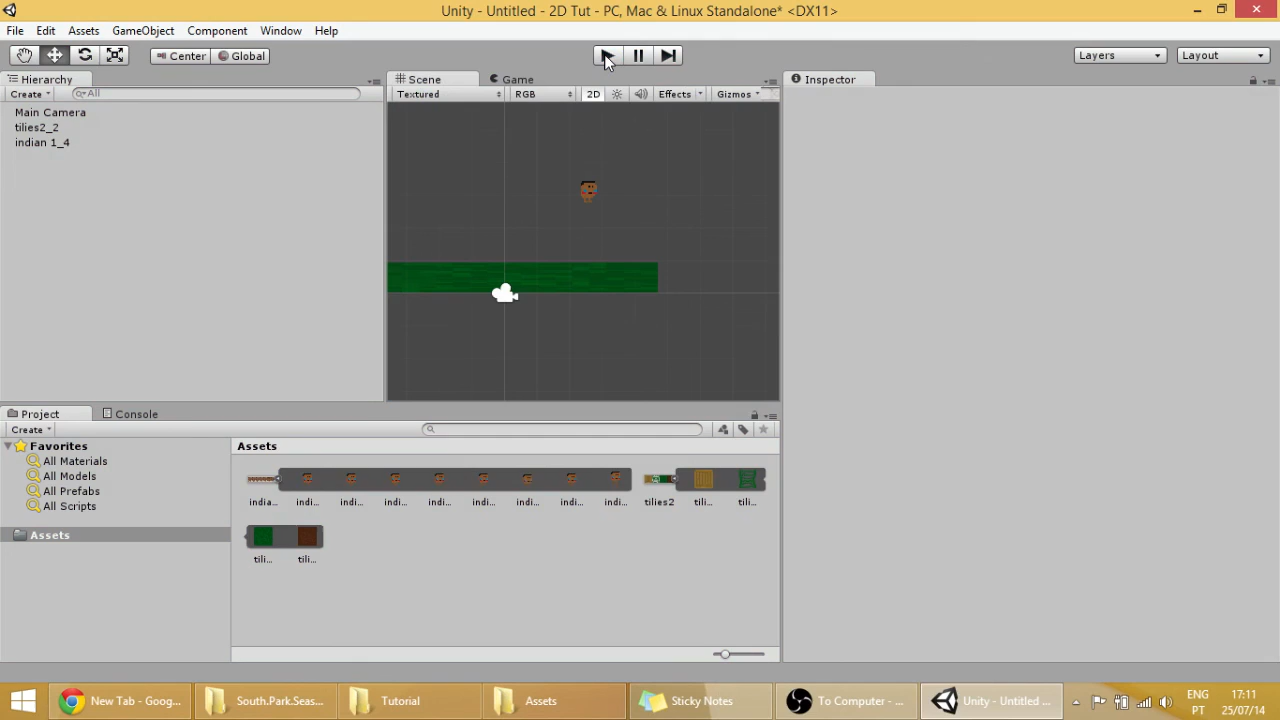 Unity - Untitled - 2D Tut - PC, Mac & Linux Standalone* <DX11>
File Edit Assets GameObject Component Window Help
Center Global Layers Layout
Hierarchy Scene Game Inspector
Create All Textured RGB 2D Effects Gizmos
Main Camera
tilies2_2
indian 1_4
Project Console
Create
Favorites Assets
All Materials
All Models
All Prefabs
All Scripts
Assets
india... indi... indi... indi... indi... indi... indi... indi... indi... tilies2 tili... tili...
tili... tili...
New Tab - Goog... South.Park.Seas... Tutorial Assets Sticky Notes To Computer - ... Unity - Untitled ... ENG 17:11
PT 25/07/14